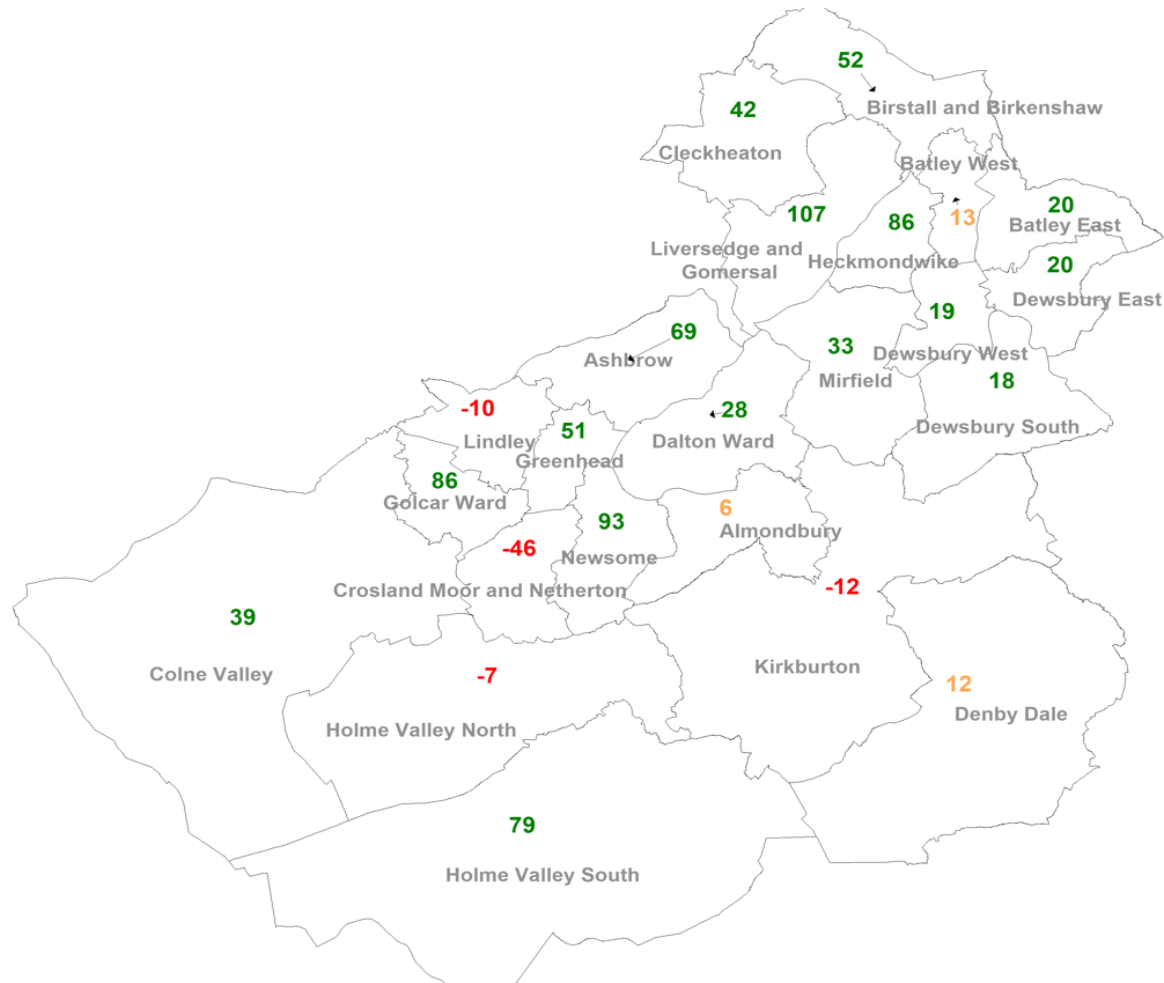 52
Birstall and Birkenshaw
42
Cleckheaton
Batley West
107
Liversedge and
Gomersal
86
Heckmondwike
13
20
Batley East
20
Dewsbury East
19
Dewsbury West
69
Ashbrow
33
Mirfield
18
Dewsbury South
-10
Lindley
51
Greenhead
28
Dalton Ward
86
Golcar Ward
93
Newsome
6
Almondbury
-46
Crosland Moor and Netherton
-12
Kirkburton
39
Colne Valley
-7
Holme Valley North
12
Denby Dale
79
Holme Valley South